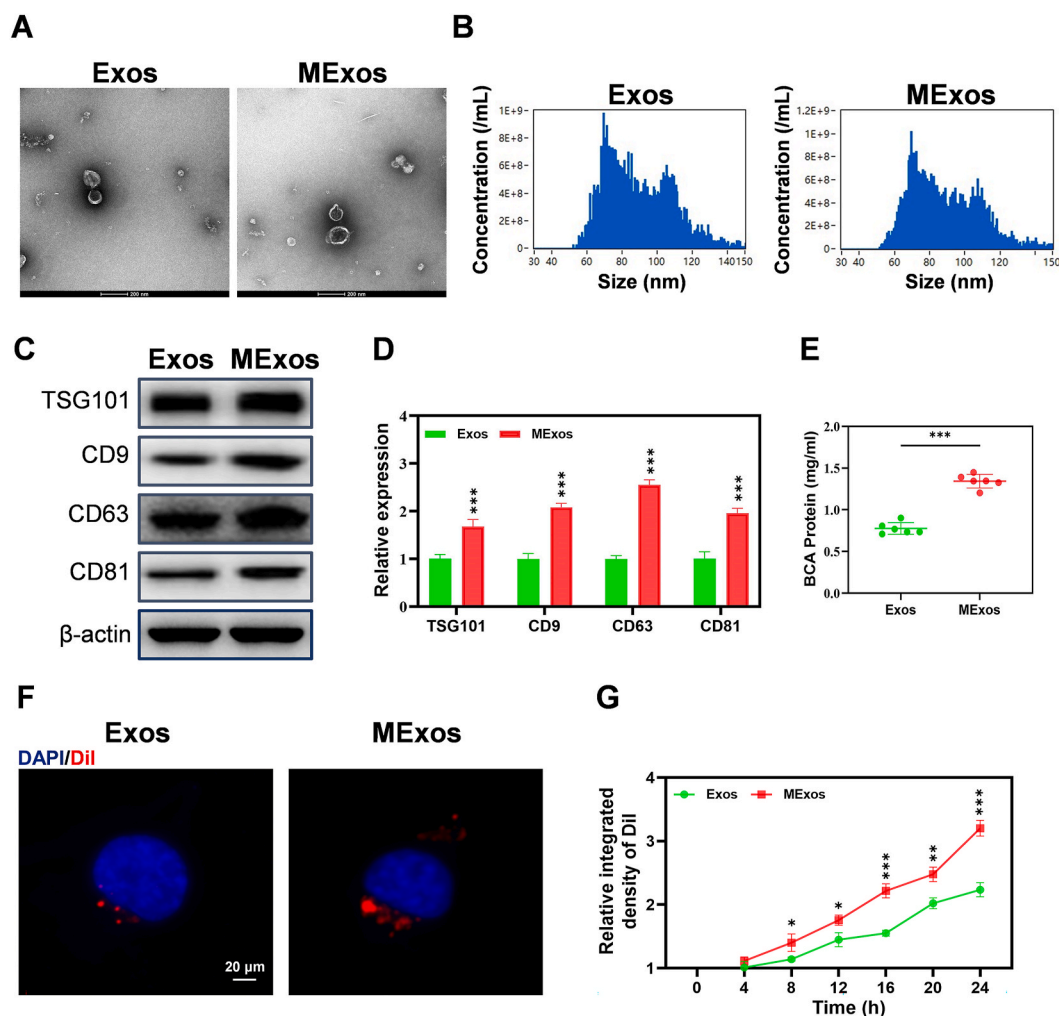 A
Exos
MExos
200 nm
200 nm
B
Exos
MExos
Concentration (/mL)
1E+9
8E+8
6E+8
4E+8
2E+8
0
30 40 60 80 100 120 140150
Size (nm)
Concentration (/mL)
1.2E+9
1E+9
8E+8
6E+8
4E+8
2E+8
0
30 40 60 80 100 120 150
Size (nm)
C
Exos MExos
TSG101
CD9
CD63
CD81
β-actin
D
Exos MExos
Relative expression
4
3
2
1
0
*** *** *** ***
TSG101 CD9 CD63 CD81
E
BCA Protein (mg/ml)
2.0
1.5
1.0
0.5
0.0
***
Exos MExos
F
Exos
MExos
DAPI/Dil
20 μm
G
Exos MExos
Relative integrated
density of Dil
4
3
2
1
* * *** ** ***
0 4 8 12 16 20 24
Time (h)